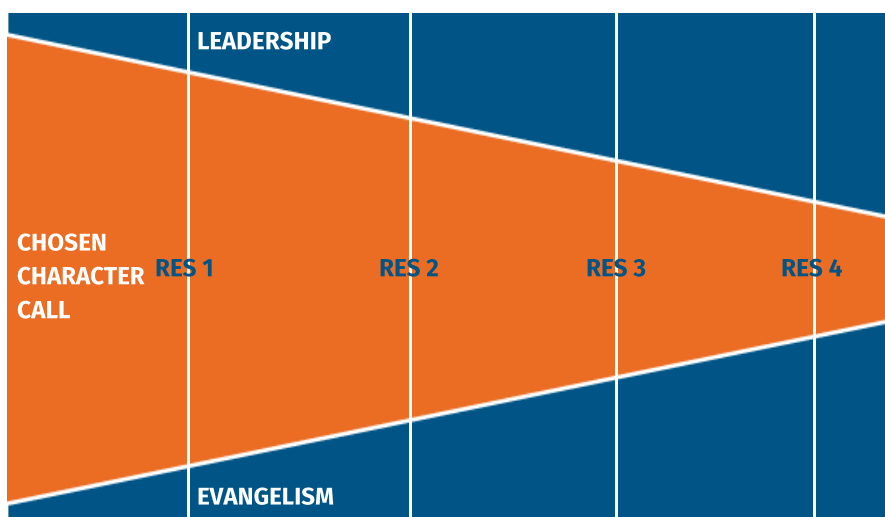 LEADERSHIP
CHOSEN
CHARACTER
CALL
RES 1
RES 2
RES 3
RES 4
EVANGELISM